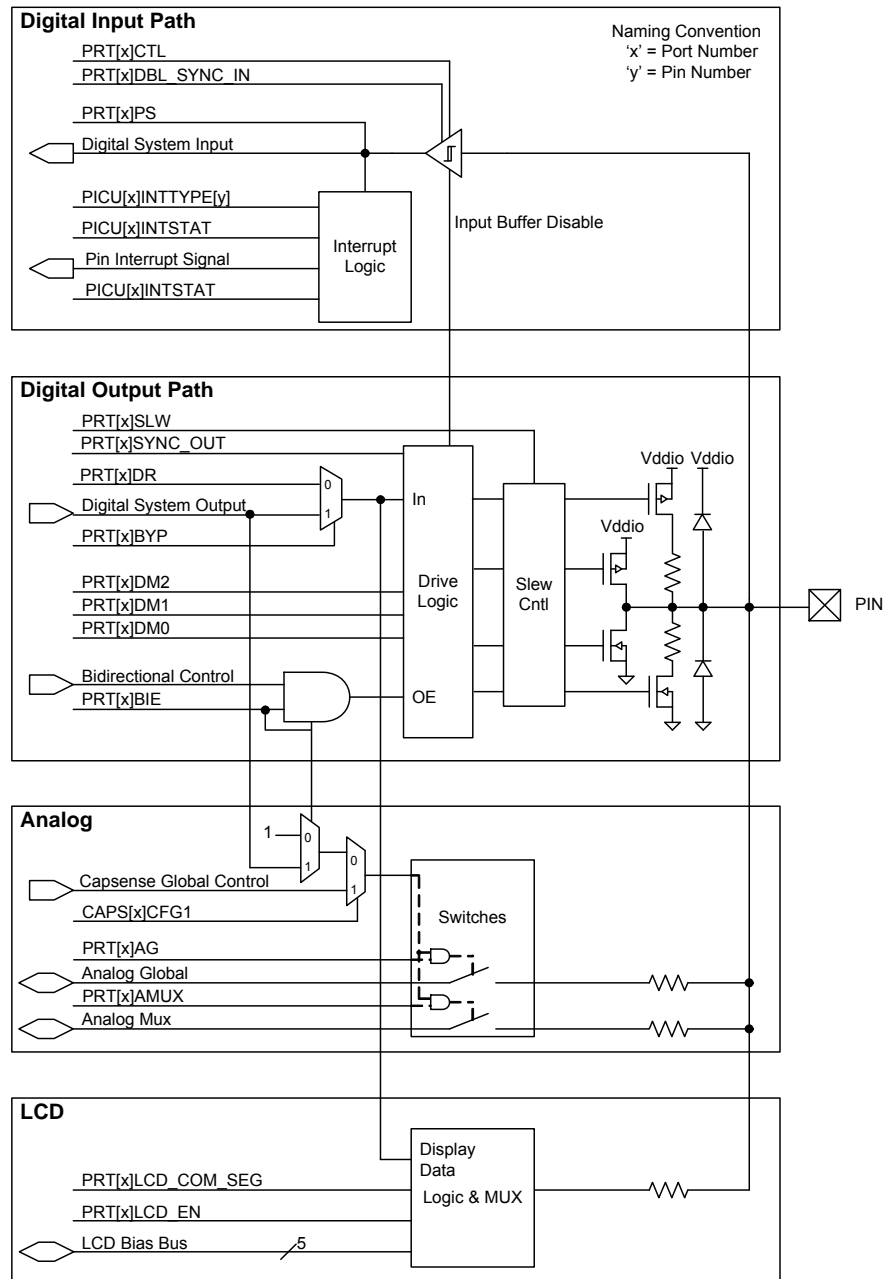 Digital Input Path
Naming Convention
‘x’ = Port Number
‘y’ = Pin Number
PRT[x]CTL
PRT[x]DBL_SYNC_IN
PRT[x]PS
Digital System Input
PICU[x]INTTYPE[y]
PICU[x]INTSTAT
Pin Interrupt Signal
PICU[x]INTSTAT
Interrupt
Logic
Input Buffer Disable
Digital Output Path
PRT[x]SLW
PRT[x]SYNC_OUT
PRT[x]DR
Digital System Output
PRT[x]BYP
0
1
PRT[x]DM2
PRT[x]DM1
PRT[x]DM0
Bidirectional Control
PRT[x]BIE
In
Drive
Logic
OE
Slew
Cntl
Vddio Vddio
Vddio
PIN
Analog
1
0
1
0
1
Capsense Global Control
CAPS[x]CFG1
Switches
PRT[x]AG
Analog Global
PRT[x]AMUX
Analog Mux
LCD
Display
Data
Logic & MUX
PRT[x]LCD_COM_SEG
PRT[x]LCD_EN
LCD Bias Bus
5